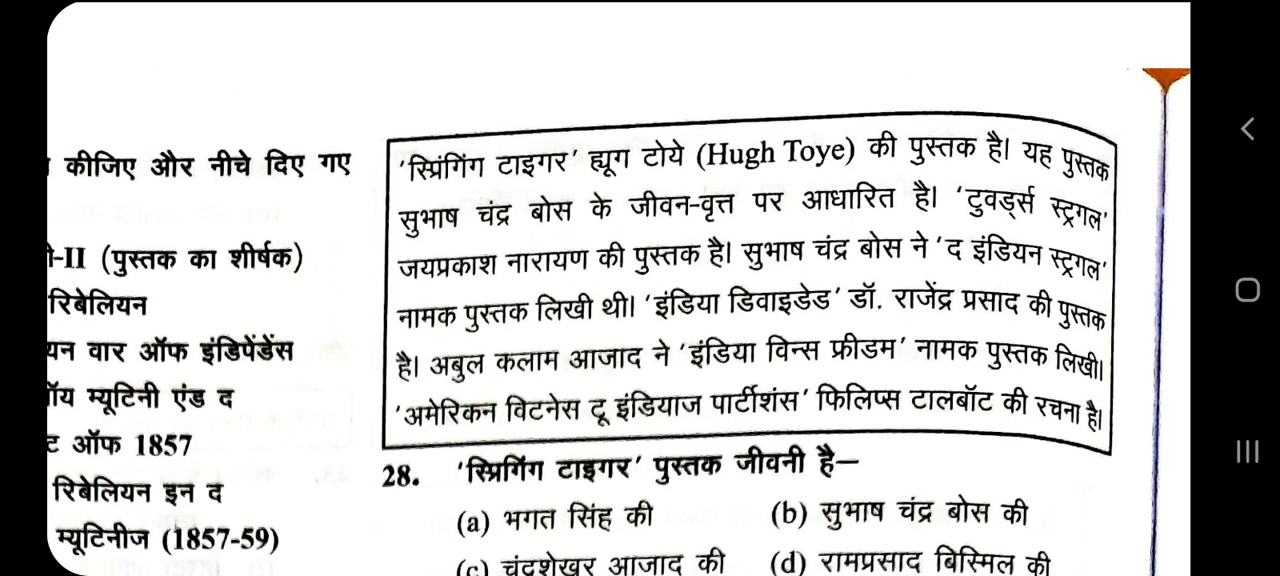 कीजिए और नीचे दिए गए
-II (पुस्तक का शीर्षक)
रिबेलियन
यन वार ऑफ इंडिपेंडेंस
ॉय म्यूटिनी एंड द
ट ऑफ 1857
रिबेलियन इन द
म्यूटिनीज (1857-59)
'स्प्रिंगिंग टाइगर' ह्यूग टोये (Hugh Toye) की पुस्तक है। यह पुस्तक
सुभाष चंद्र बोस के जीवन-वृत्त पर आधारित है। 'टुवर्ड्स स्ट्रगल'
जयप्रकाश नारायण की पुस्तक है। सुभाष चंद्र बोस ने 'द इंडियन स्ट्रगल'
नामक पुस्तक लिखी थी। 'इंडिया डिवाइडेड' डॉ. राजेंद्र प्रसाद की पुस्तक
है। अबुल कलाम आजाद ने 'इंडिया विन्स फ्रीडम' नामक पुस्तक लिखी।
'अमेरिकन विटनेस टू इंडियाज पार्टीशंस' फिलिप्स टालबॉट की रचना है।
28. 'स्प्रिगिंग टाइगर' पुस्तक जीवनी है–
(a) भगत सिंह की (b) सुभाष चंद्र बोस की
(c) चंद्रशेखर आजाद की (d) रामप्रसाद बिस्मिल की